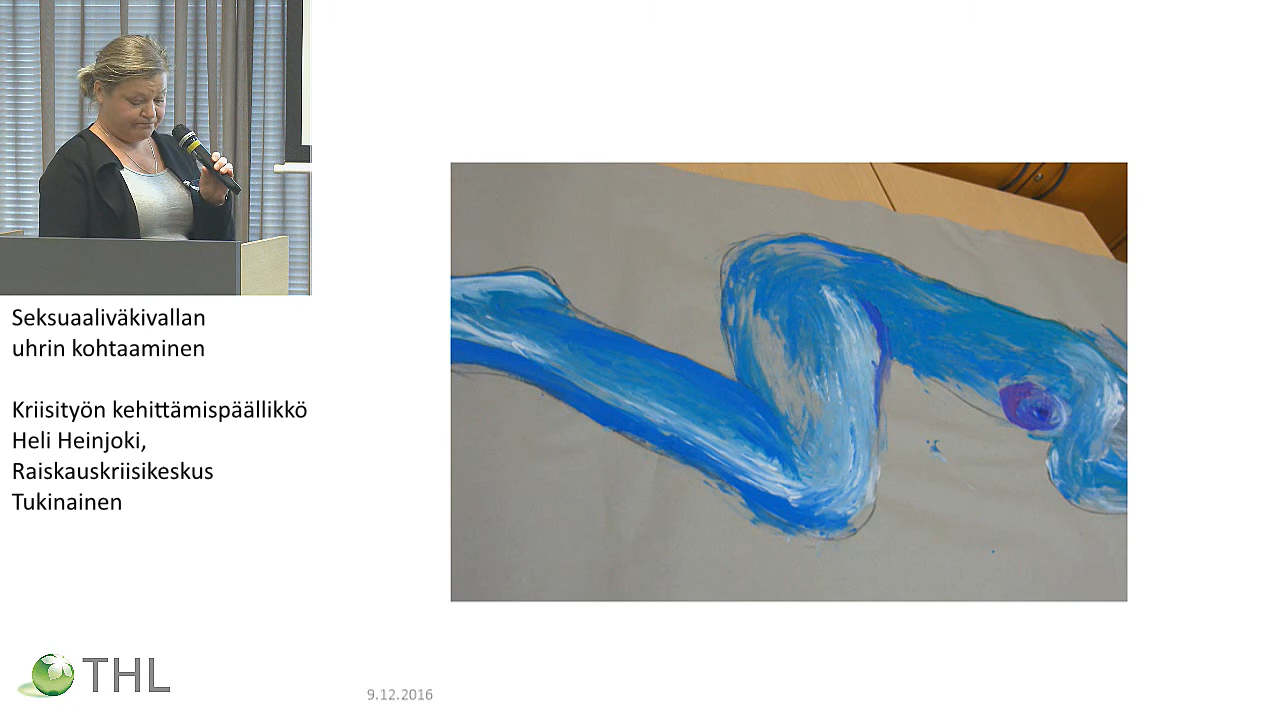 Seksuaaliväkivallan
uhrin kohtaaminen
Kriisityön kehittämispäällikkö
Heli Heinjoki,
Raiskauskriisikeskus
Tukinainen
THL
9.12.2016